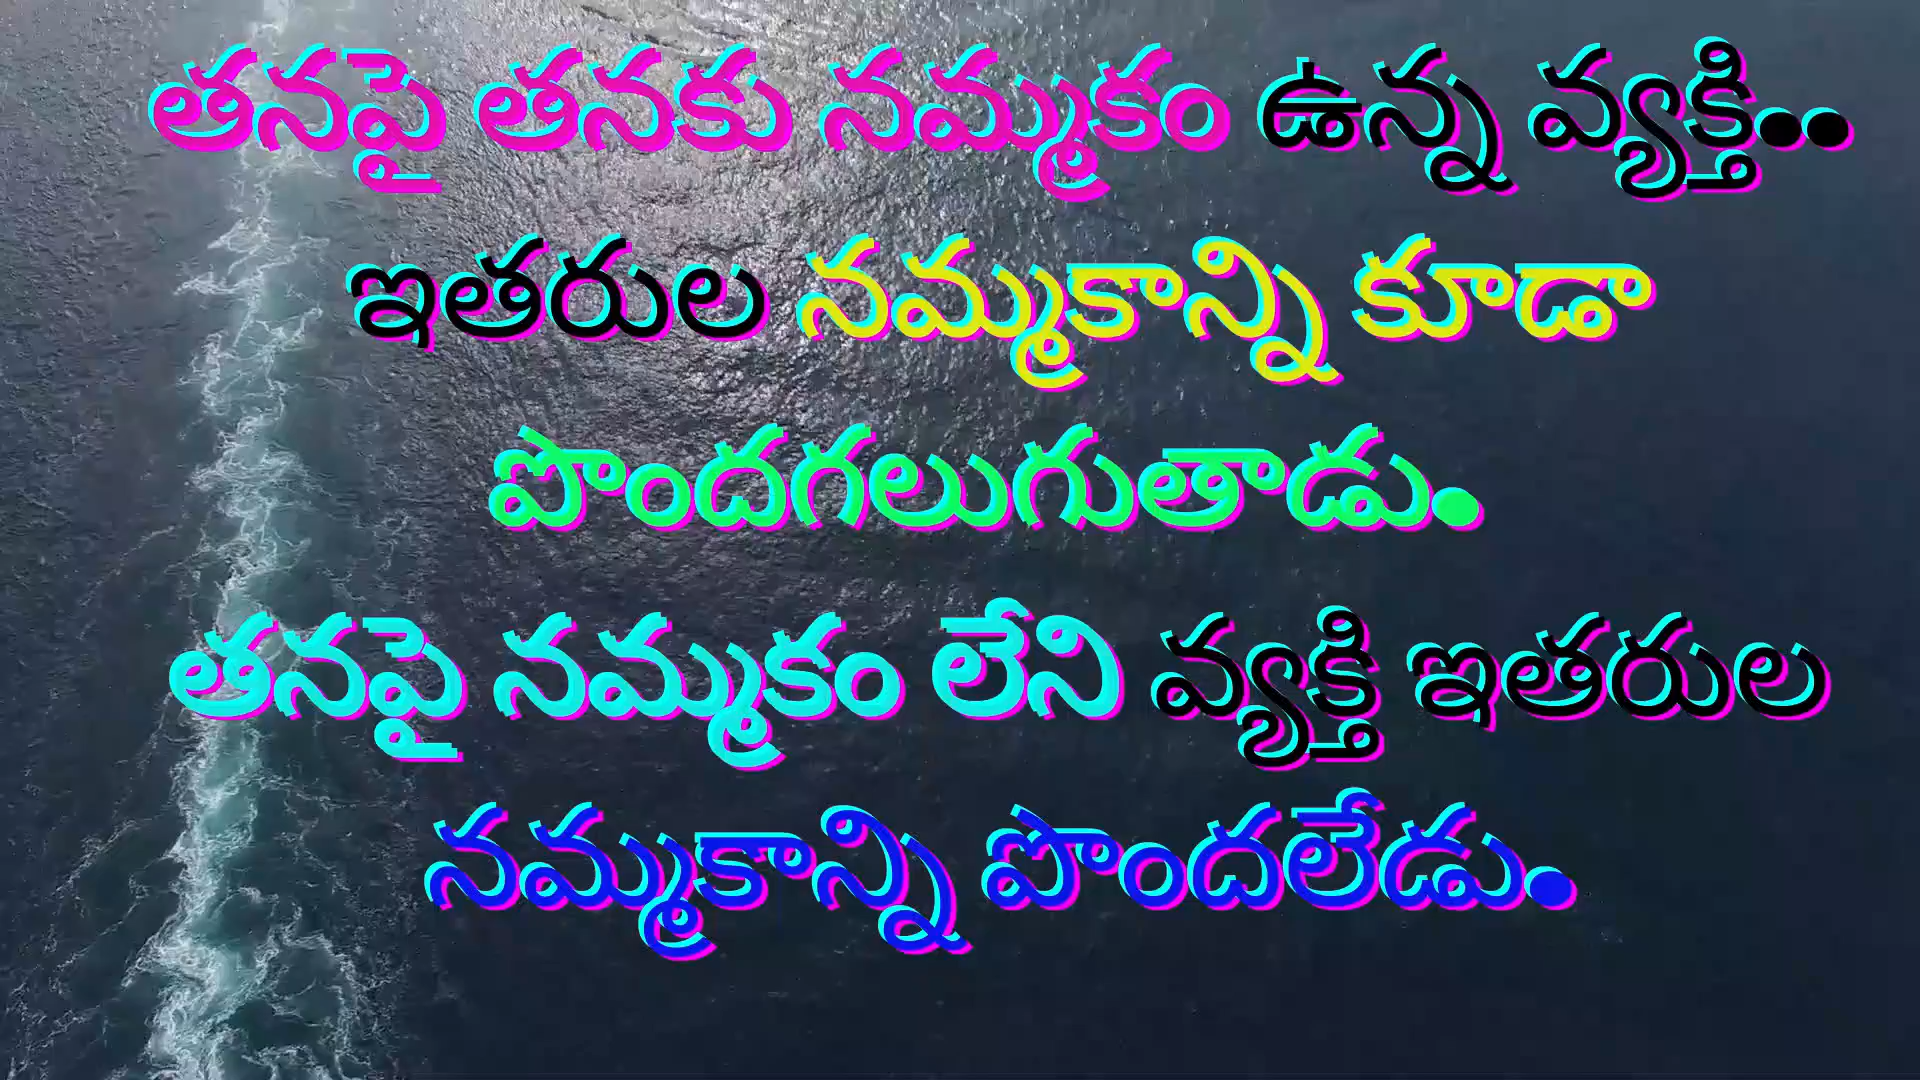 తనపై తనకు నమ్మకం ఉన్న వ్యక్తి..
ఇతరుల నమ్మకాన్ని కూడా
పొందగలుగుతాడు.
తనపై నమ్మకం లేని వ్యక్తి ఇతరుల
నమ్మకాన్ని పొందలేడు.